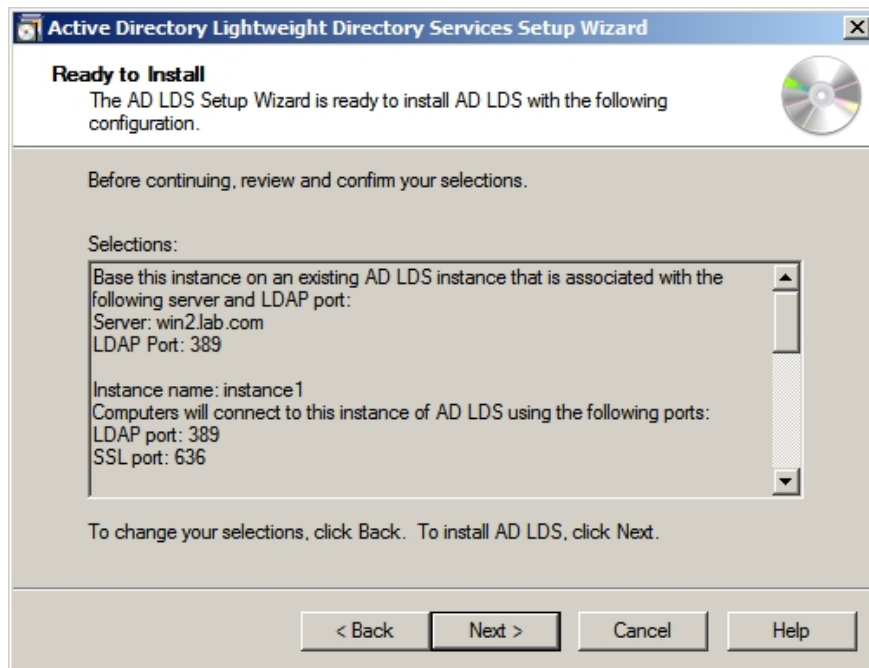 Active Directory Lightweight Directory Services Setup Wizard
Ready to Install
The AD LDS Setup Wizard is ready to install AD LDS with the following
configuration.
Before continuing, review and confirm your selections.
Selections:
Base this instance on an existing AD LDS instance that is associated with the
following server and LDAP port:
Server: win2.lab.com
LDAP Port: 389
Instance name: instance1
Computers will connect to this instance of AD LDS using the following ports:
LDAP port: 389
SSL port: 636
To change your selections, click Back.  To install AD LDS, click Next.
< Back
Next >
Cancel
Help